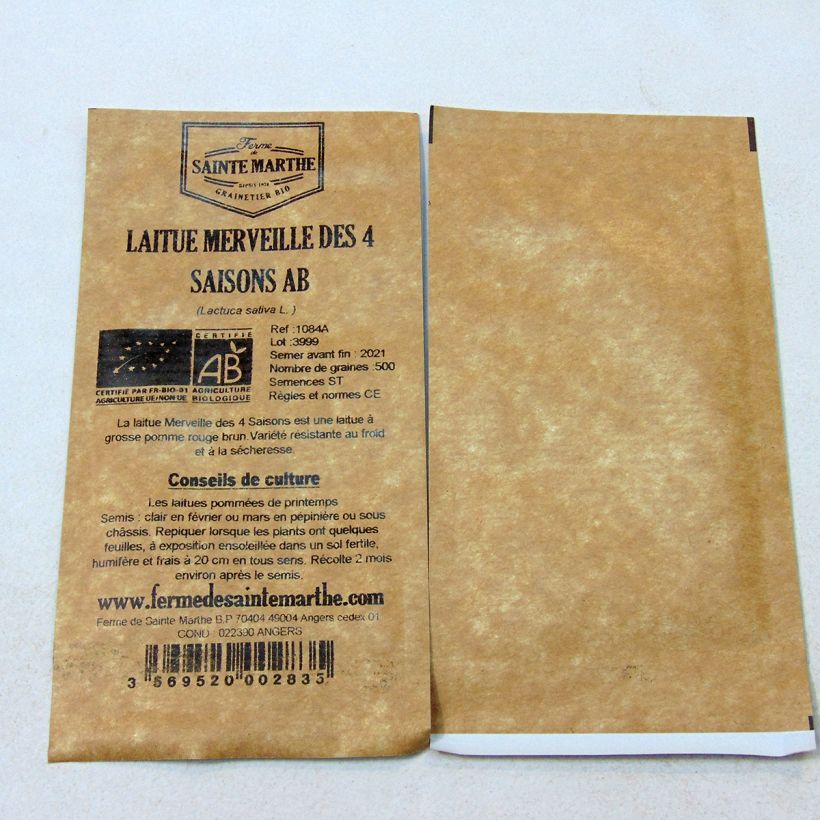 Ferme
de
SAINTE MARTHE
DEPUIS 1974
GRAINETIER BIO
LAITUE MERVEILLE DES 4
SAISONS AB
(Lactuca sativa L. )
CERTIFIÉ
AB
CERTIFIÉ PAR FR-BIO-01
AGRICULTURE UE/NON UE
AGRICULTURE
BIOLOGIQUE
Ref :1084A
Lot :3999
Semer avant fin : 2021
Nombre de graines :500
Semences ST
Règles et normes CE
La laitue Merveille des 4 Saisons est une laitue à
grosse pomme rouge brun.Variété résistante au froid
et à la sécheresse.
Conseils de culture
Les laitues pommées de printemps
Semis : clair en février ou mars en pépinière ou sous
châssis. Repiquer lorsque les plants ont quelques
feuilles, à exposition ensoleillée dans un sol fertile,
humifère et frais à 20 cm en tous sens. Récolte 2 mois
environ après le semis.
www.fermedesaintemarthe.com
Ferme de Sainte Marthe B.P 70404 49004 Angers cedex 01
COND : 022390 ANGERS
3 569520 002835